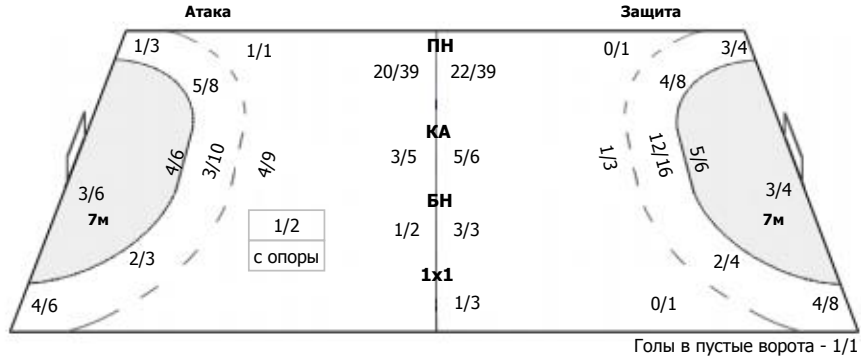 Атака
Защита
1/3
1/1
ПН
0/1
3/4
20/39
22/39
5/8
4/8
КА
4/6
3/10
4/9
3/5
5/6
1/3
12/16
5/6
3/6
7м
3/4
7м
БН
1/2
1/2
3/3
с опоры
2/3
2/4
1х1
4/6
1/3
0/1
4/8
Голы в пустые ворота - 1/1